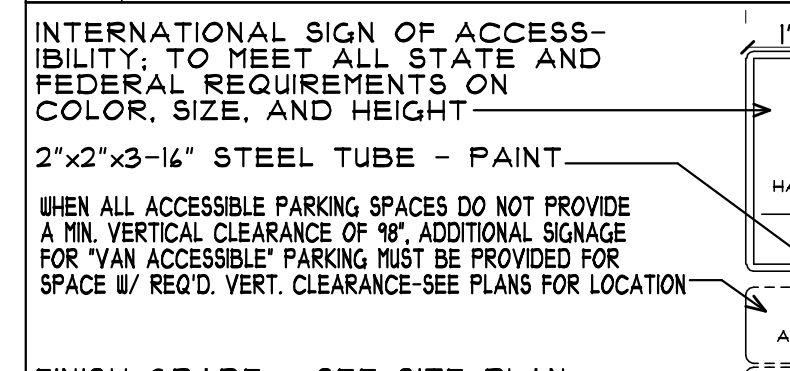 INTERNATIONAL SIGN OF ACCESS-
IBILITY; TO MEET ALL STATE AND
FEDERAL REQUIREMENTS ON
COLOR, SIZE, AND HEIGHT
2"x2"x3-16" STEEL TUBE - PAINT
WHEN ALL ACCESSIBLE PARKING SPACES DO NOT PROVIDE
A MIN. VERTICAL CLEARANCE OF 98", ADDITIONAL SIGNAGE
FOR "VAN ACCESSIBLE" PARKING MUST BE PROVIDED FOR
SPACE W/ REQ'D. VERT. CLEARANCE-SEE PLANS FOR LOCATION